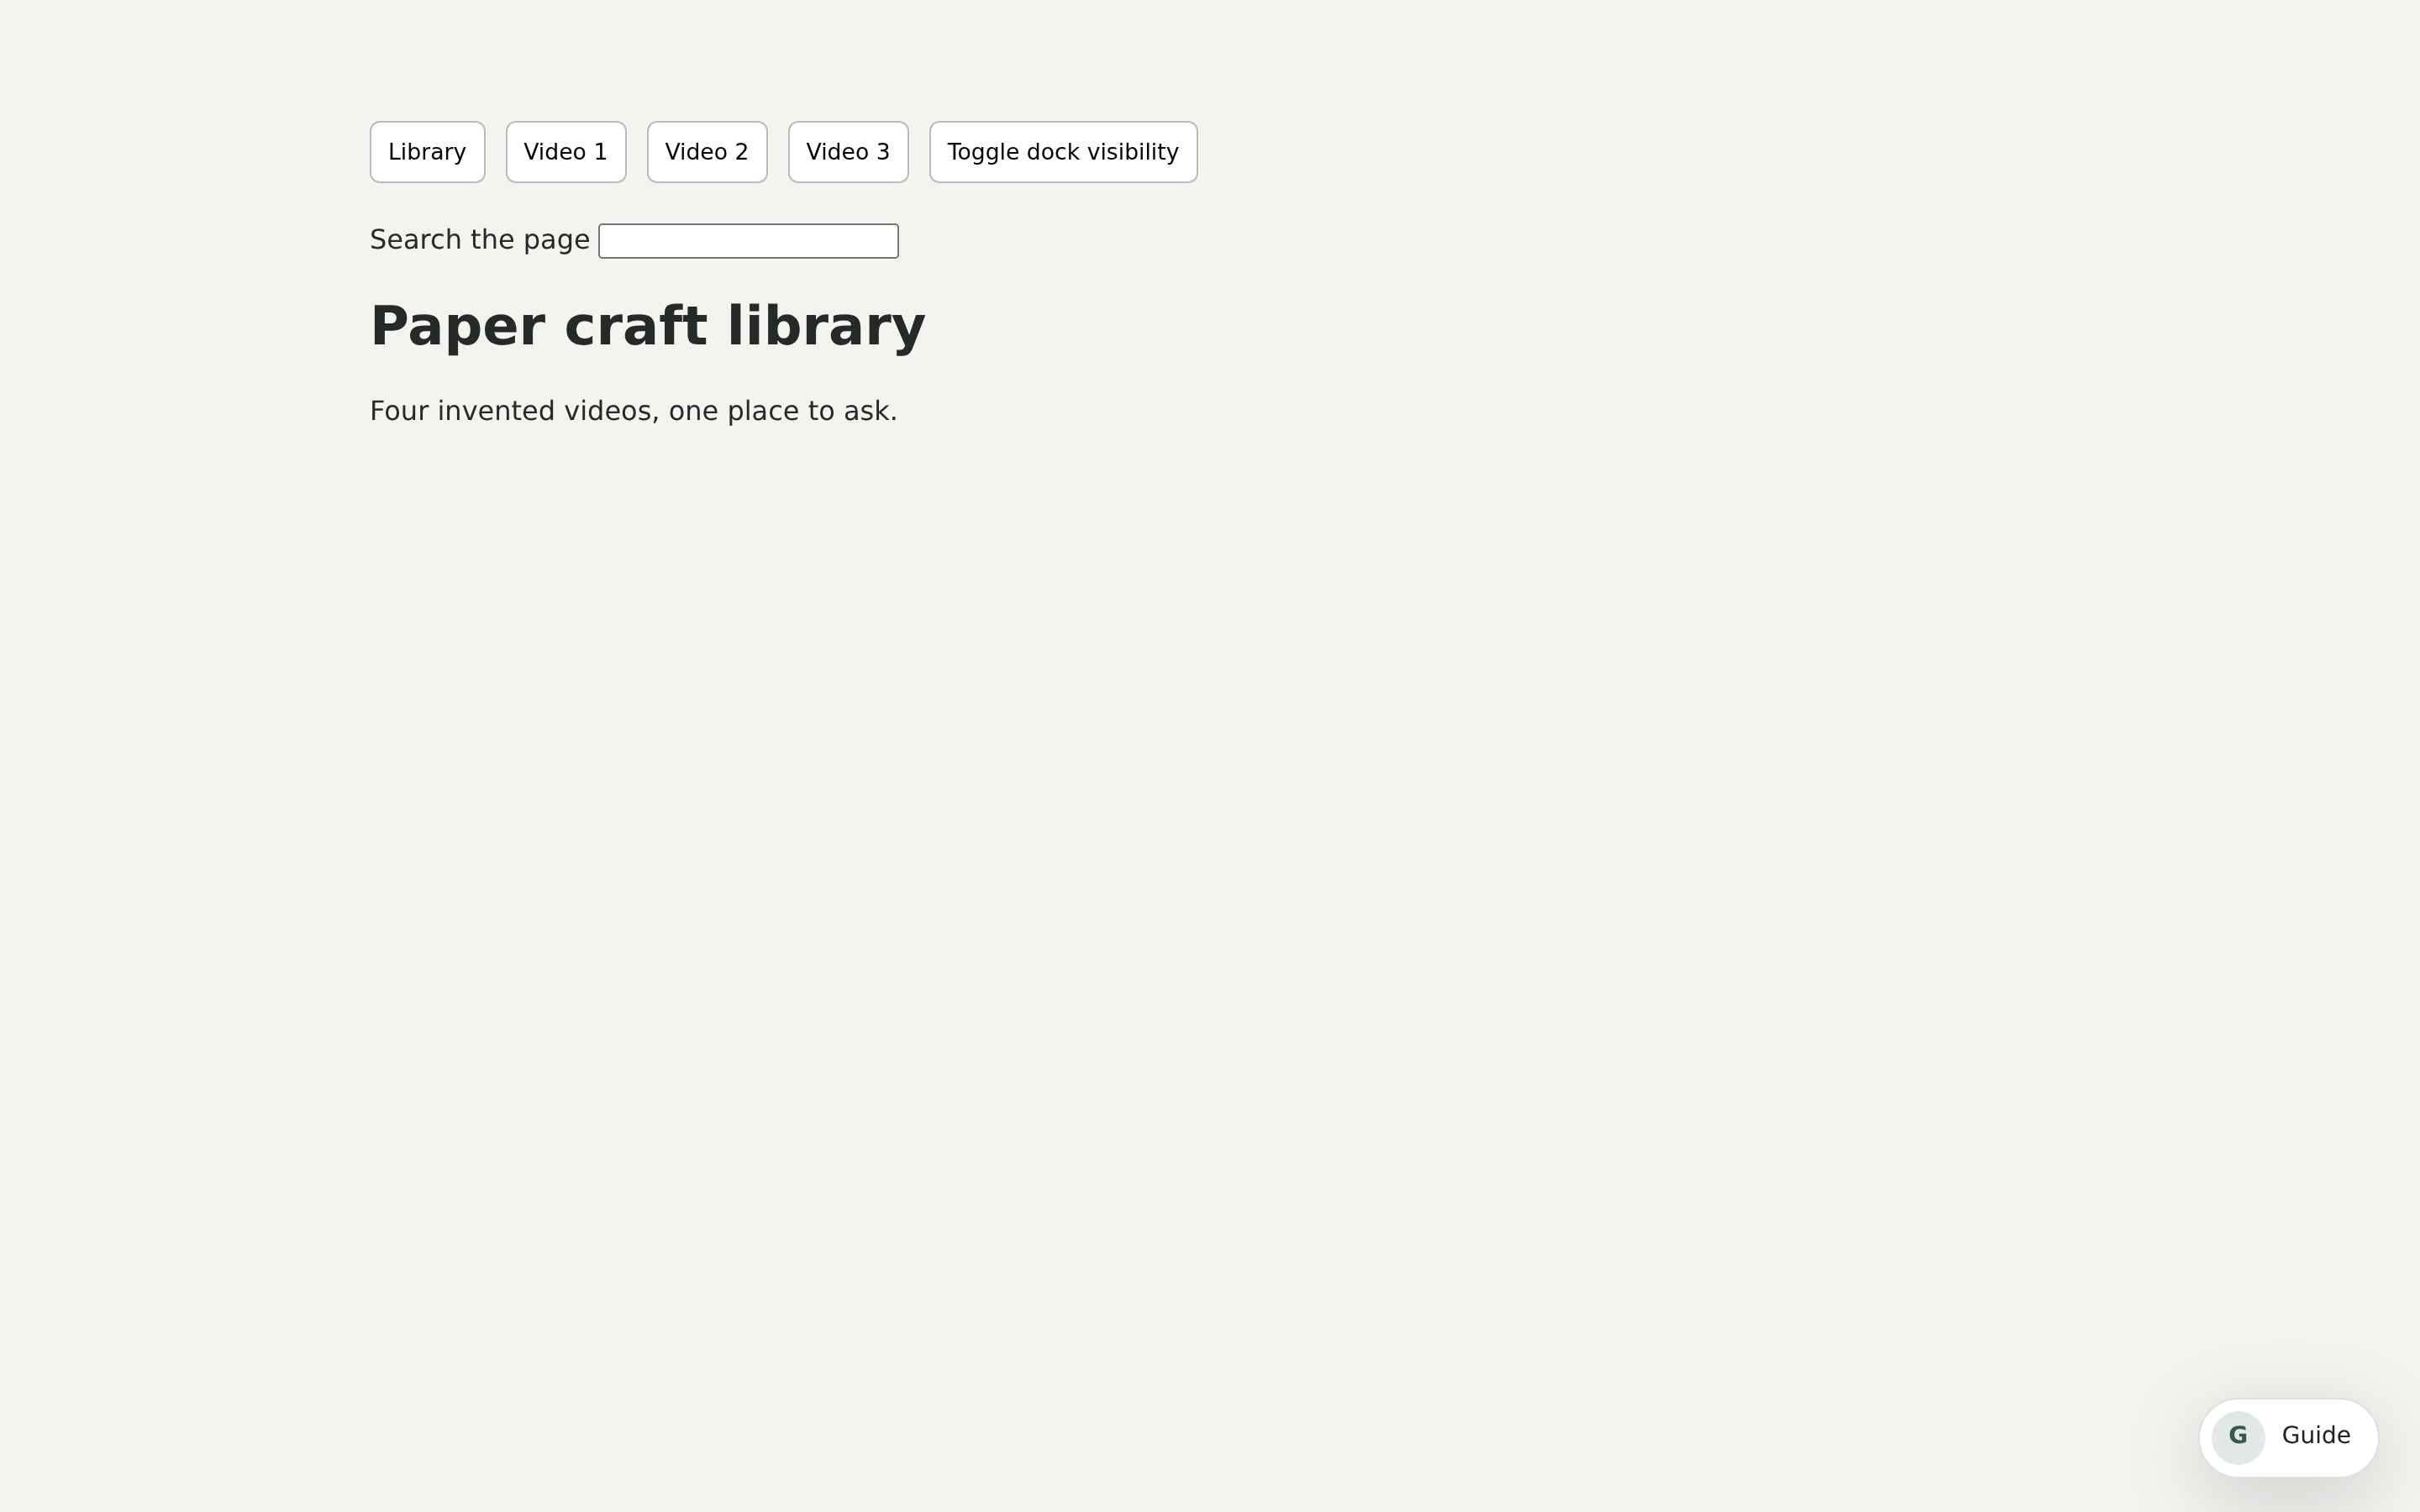 Library
Video 1
Video 2
Video 3
Toggle dock visibility
Search the page
Paper craft library
Four invented videos, one place to ask.
G
Guide